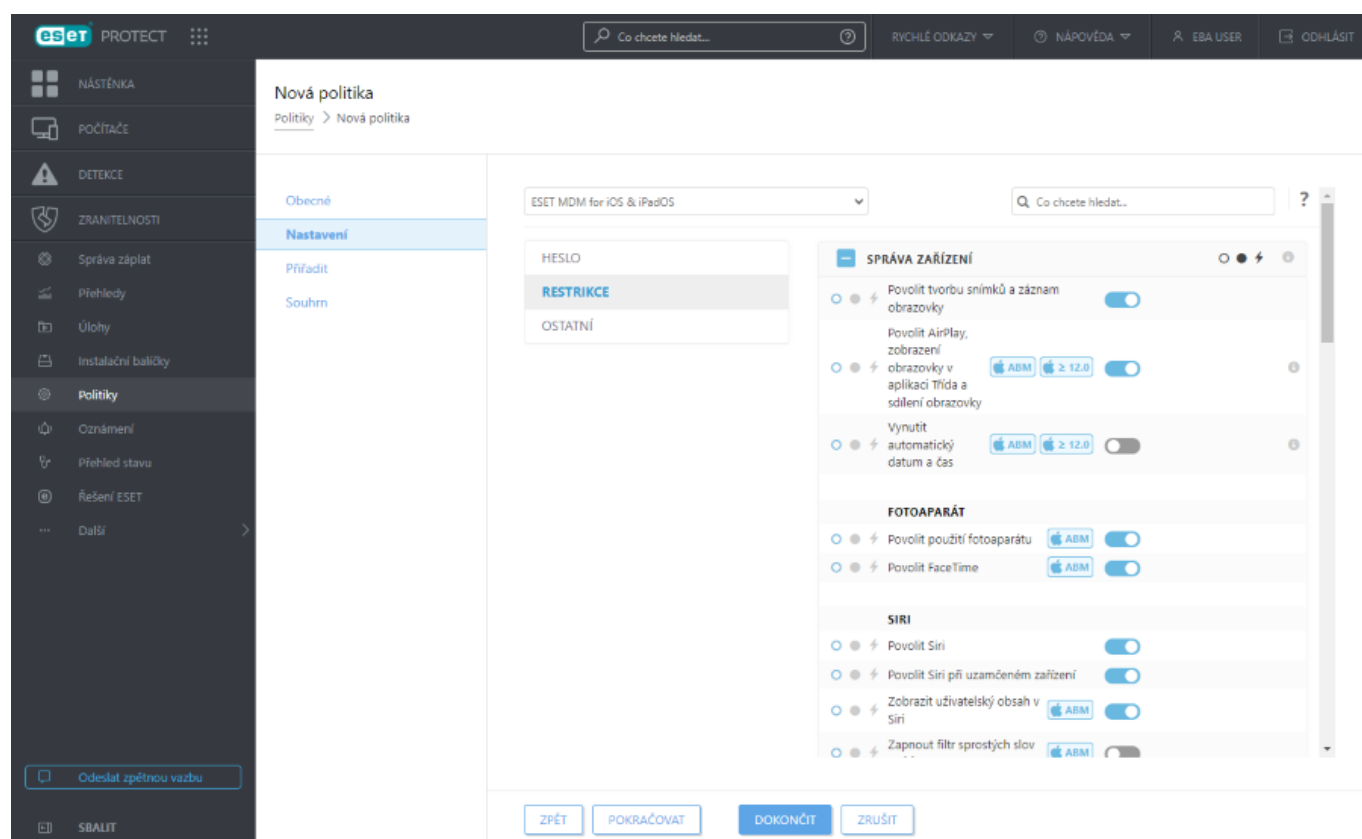 eset PROTECT
Co chcete hledat...
RYCHLÉ ODKAZY
NÁPOVĚDA
EBA USER
ODHLÁSIT
NÁSTĚNKA
POČÍTAČE
DETEKCE
ZRANITELNOSTI
Správa záplat
Přehledy
Úlohy
Instalační balíčky
Politiky
Oznámení
Přehled stavu
Řešení ESET
Další
Odeslat zpětnou vazbu
SBALIT
Nová politika
Politiky > Nová politika
Obecné
Nastavení
Přiřadit
Souhrn
ESET MDM for iOS & iPadOS
Co chcete hledat...
?
HESLO
RESTRIKCE
OSTATNÍ
SPRÁVA ZAŘÍZENÍ
Povolit tvorbu snímků a záznam
obrazovky
Povolit AirPlay,
zobrazení
obrazovky v
aplikaci Třída a
sdílení obrazovky
ABM ≥ 12.0
Vynutit
automatický
datum a čas
ABM ≥ 12.0
FOTOAPARÁT
Povolit použití fotoaparátu ABM
Povolit FaceTime ABM
SIRI
Povolit Siri
Povolit Siri při uzamčeném zařízení
Zobrazit uživatelský obsah v
Siri
ABM
Zapnout filtr sprostých slov
ABM
ZPĚT
POKRAČOVAT
DOKONČIT
ZRUŠIT